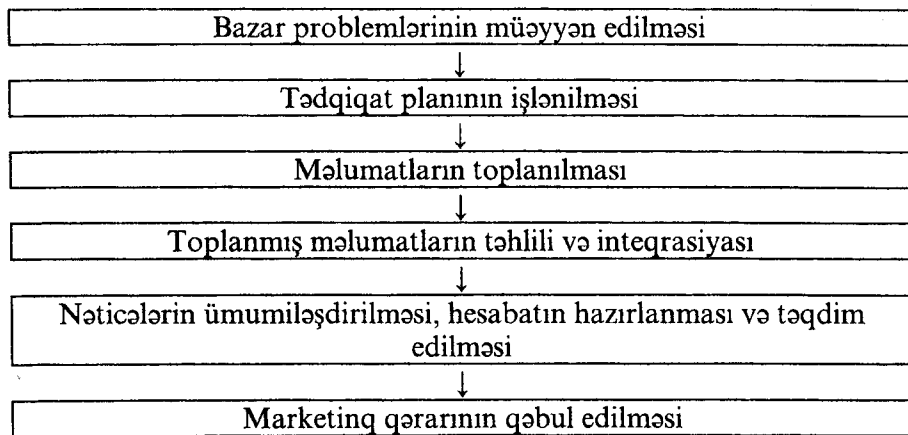 Bazar problemlərinin müəyyən edilməsi
↓
Tədqiqat planının işlənilməsi
↓
Məlumatların toplanılması
↓
Toplanmış məlumatların təhlili və inteqrasiyası
↓
Nəticələrin ümumiləşdirilməsi, hesabatın hazırlanması və təqdim
edilməsi
↓
Marketinq qərarının qəbul edilməsi